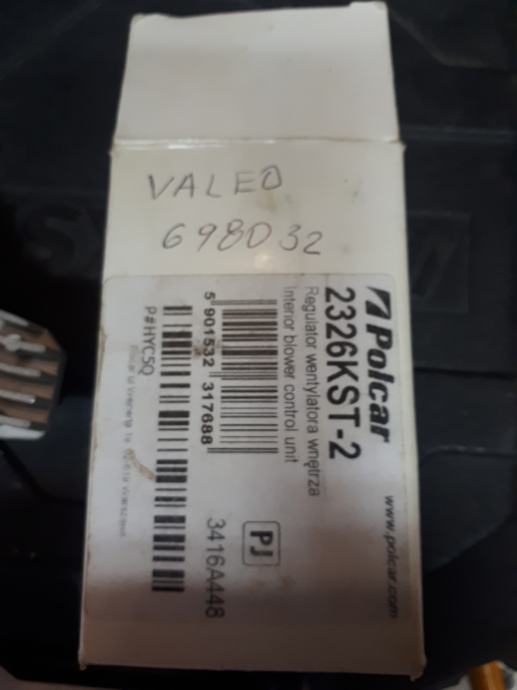 VALEO
698032
Polcar
www.polcar.com
2326KST-2
Regulator wentylatora wnętrza
Interior blower control unit
PJ
5 901532 317688
3416A448
P#HYC5Q